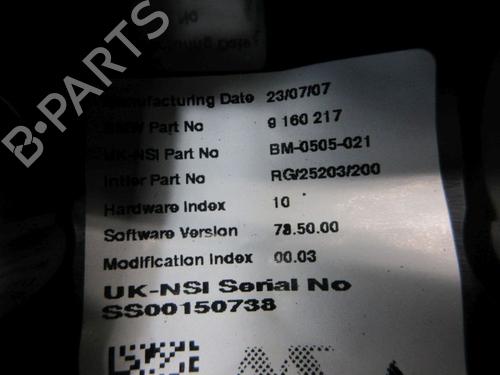 Manufacturing Date 23/07/07
BMW Part No 9 160 217
UK-NSI Part No BM-0505-021
Intier Part No RG/25203/200
Hardware Index 10
Software Version 78.50.00
Modification Index 00.03
UK-NSI Serial No
SS00150738